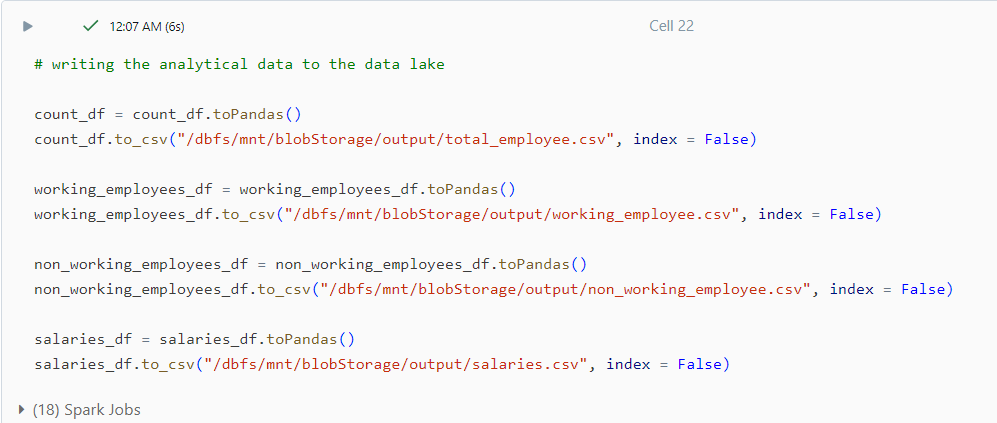 12:07 AM (6s) Cell 22
# writing the analytical data to the data lake
count_df = count_df.toPandas()
count_df.to_csv("/dbfs/mnt/blobStorage/output/total_employee.csv", index = False)
working_employees_df = working_employees_df.toPandas()
working_employees_df.to_csv("/dbfs/mnt/blobStorage/output/working_employee.csv", index = False)
non_working_employees_df = non_working_employees_df.toPandas()
non_working_employees_df.to_csv("/dbfs/mnt/blobStorage/output/non_working_employee.csv", index = False)
salaries_df = salaries_df.toPandas()
salaries_df.to_csv("/dbfs/mnt/blobStorage/output/salaries.csv", index = False)
(18) Spark Jobs